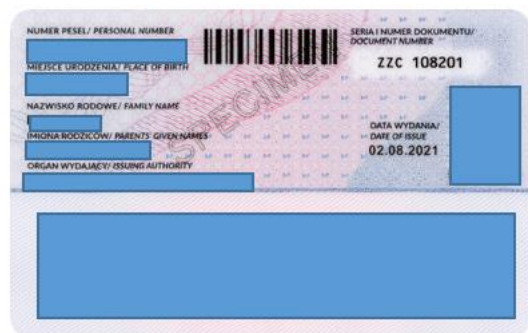 NUMER PESEL/ PERSONAL NUMBER
SERIA I NUMER DOKUMENTU/
DOCUMENT NUMBER
ZZC 108201
MIEJSCE URODZENIA/ PLACE OF BIRTH
SPECIMEN
NAZWISKO RODOWE/ FAMILY NAME
IMIONA RODZICÓW/ PARENTS' GIVEN NAMES
DATA WYDANIA/
DATE OF ISSUE
02.08.2021
ORGAN WYDAJĄCY/ ISSUING AUTHORITY